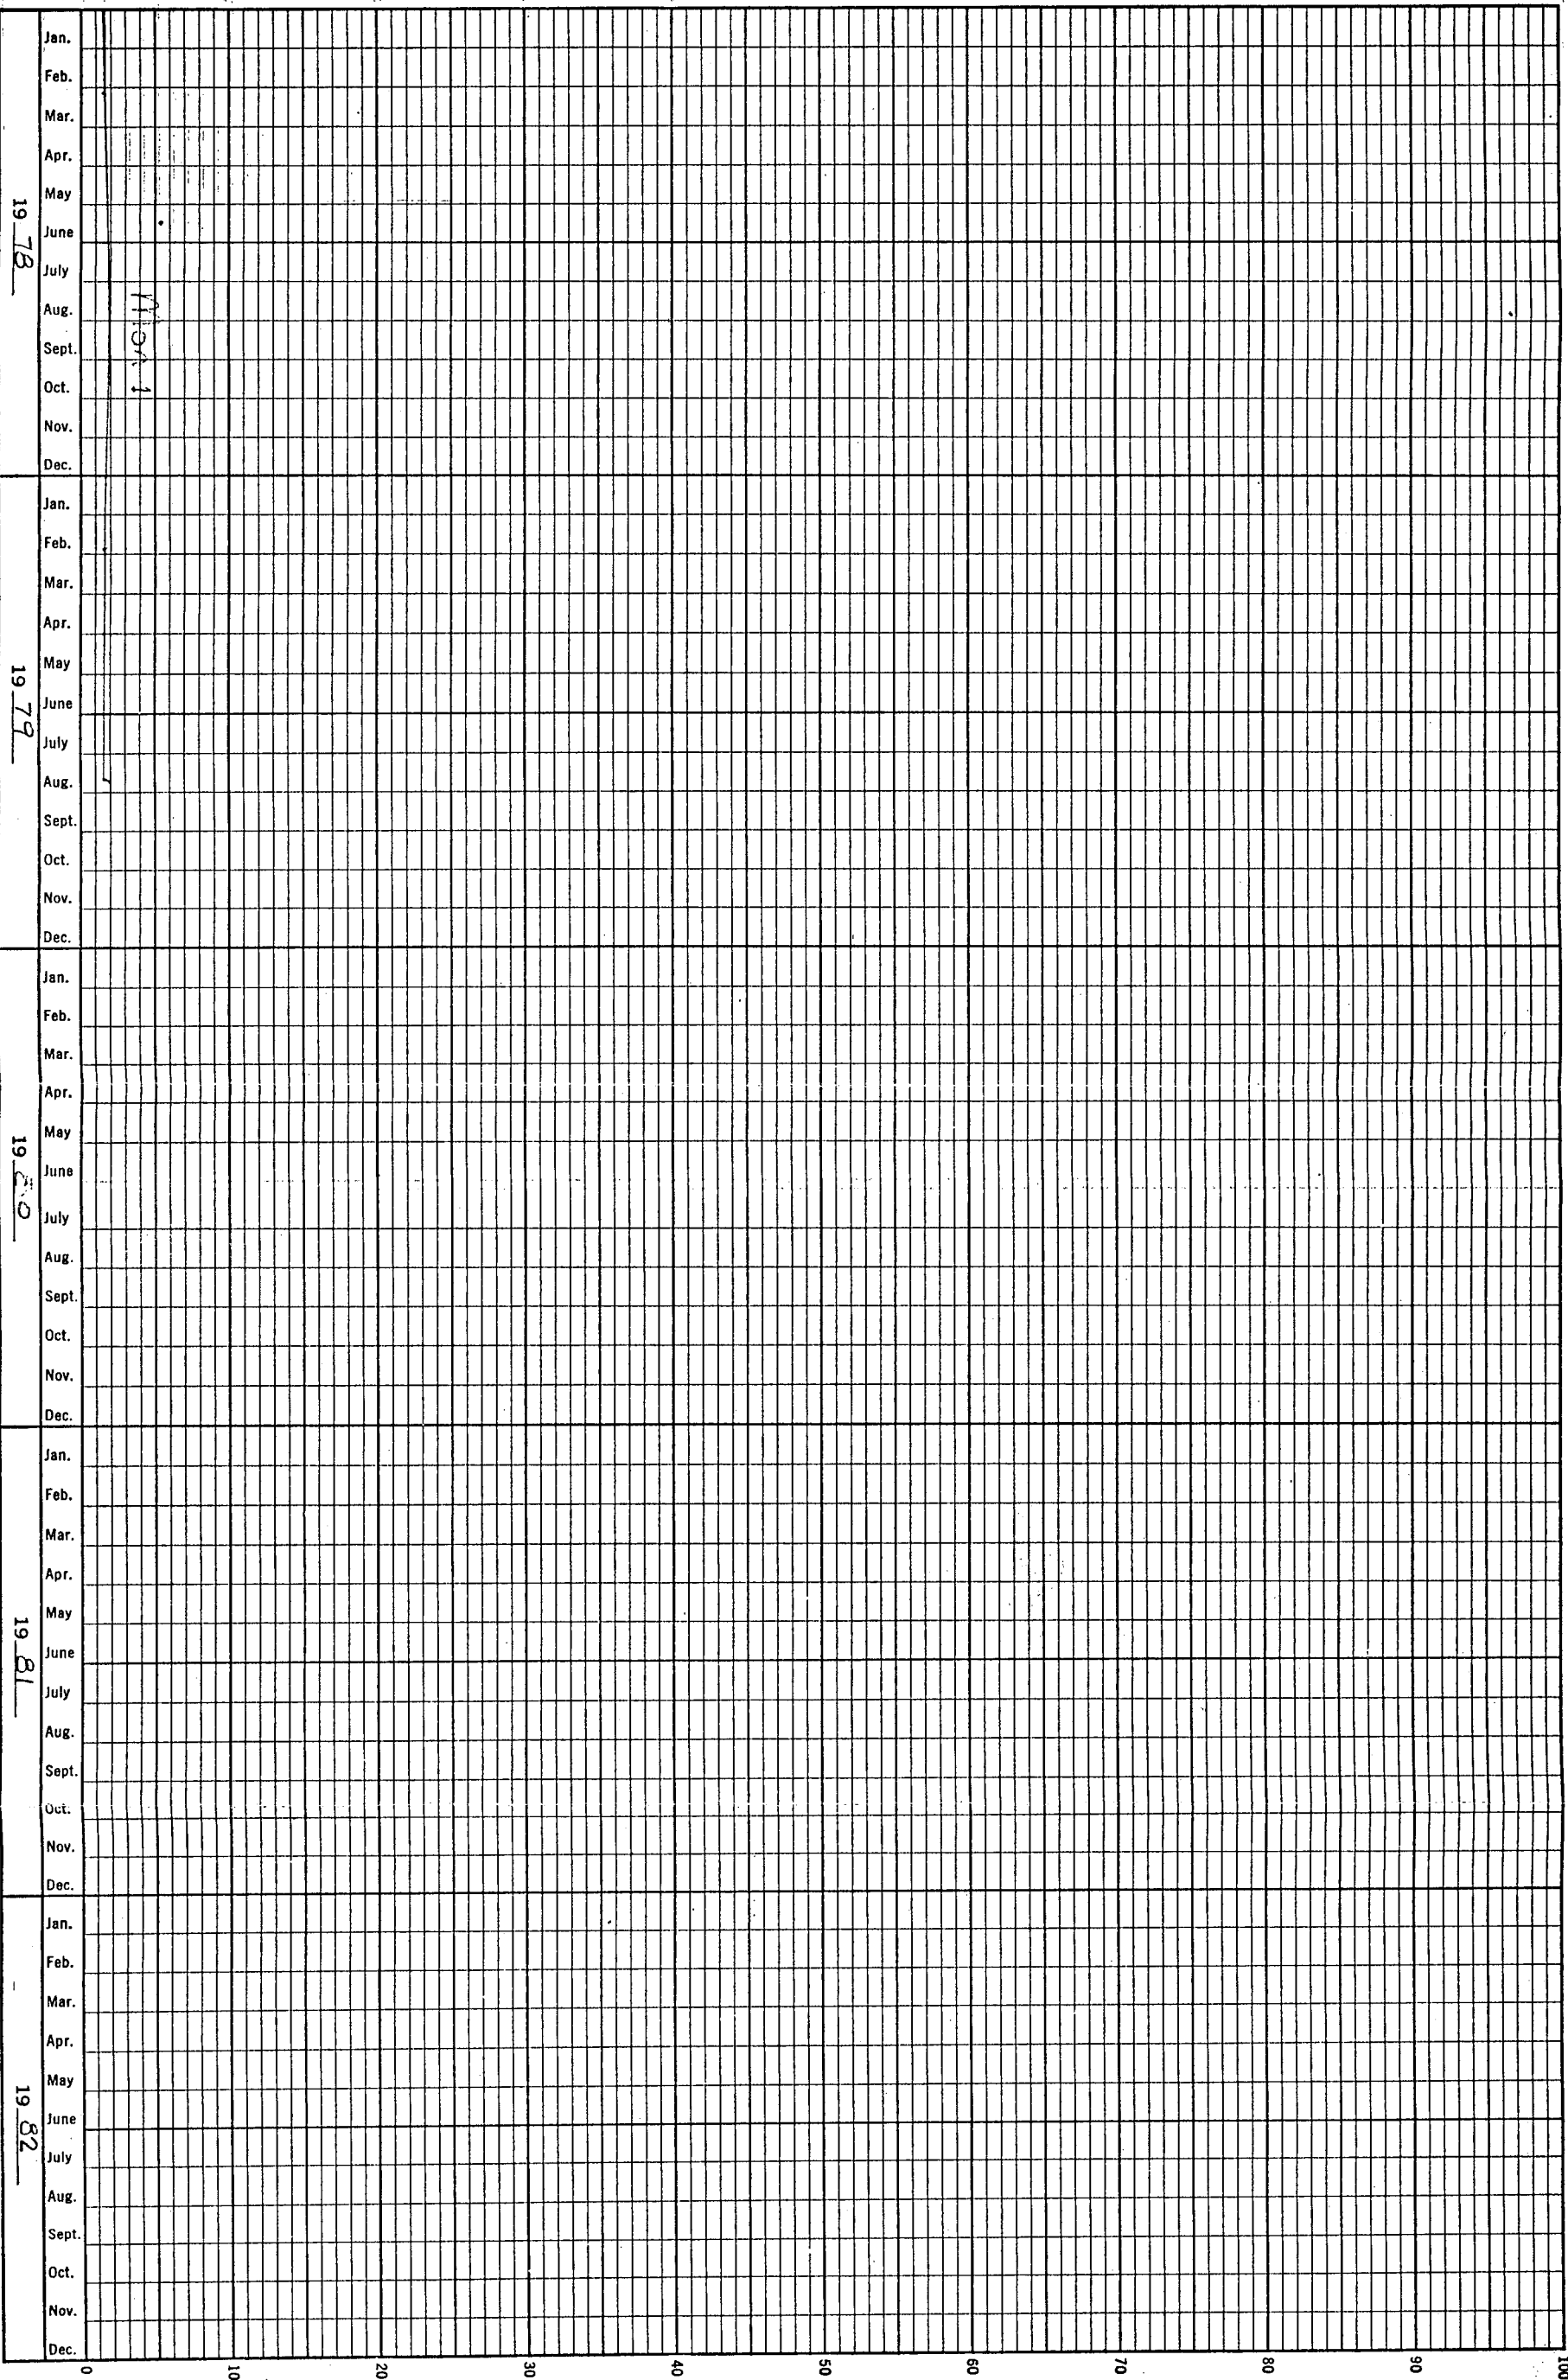 Jan.
Feb.
Mar.
Apr.
May
June
July
Aug.
Sept.
Oct.
Nov.
Dec.
19 78
Jan.
Feb.
Mar.
Apr.
May
June
July
Aug.
Sept.
Oct.
Nov.
Dec.
19 79
Jan.
Feb.
Mar.
Apr.
May
June
July
Aug.
Sept.
Oct.
Nov.
Dec.
19 80
Jan.
Feb.
Mar.
Apr.
May
June
July
Aug.
Sept.
Oct.
Nov.
Dec.
19 81
Jan.
Feb.
Mar.
Apr.
May
June
July
Aug.
Sept.
Oct.
Nov.
Dec.
19 82
0
10
20
30
40
50
60
70
80
90
100